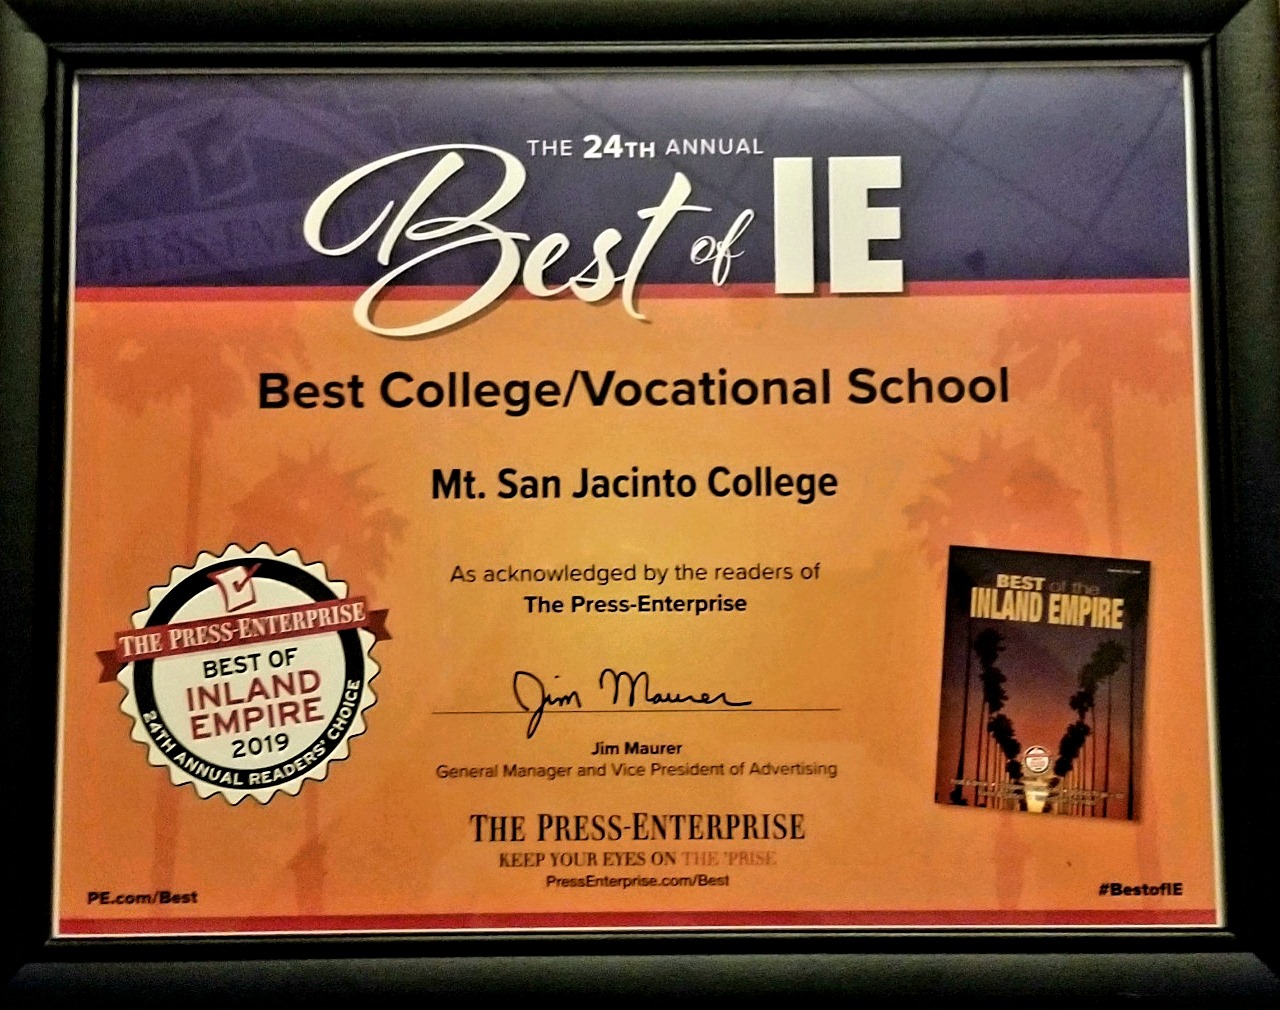 THE 24TH ANNUAL
Best of IE
Best College/Vocational School
Mt. San Jacinto College
As acknowledged by the readers of
The Press-Enterprise
Jim Maurer
Jim Maurer
General Manager and Vice President of Advertising
THE PRESS-ENTERPRISE
KEEP YOUR EYES ON THE 'PRISE
PressEnterprise.com/Best
THE PRESS-ENTERPRISE
BEST OF
INLAND
EMPIRE
2019
24TH ANNUAL READERS' CHOICE
BEST of the
INLAND EMPIRE
PE.com/Best
#BestofIE